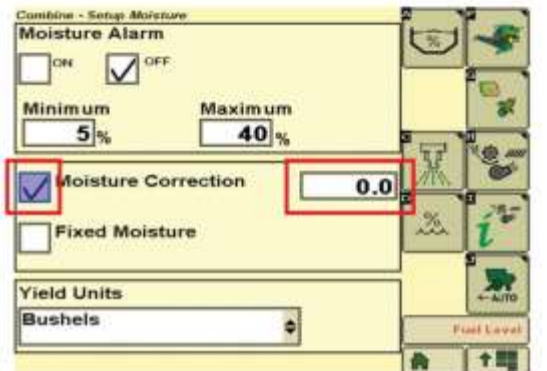 Combine - Setup Moisture
Moisture Alarm
ON OFF
Minimum Maximum
5 % 40 %
Moisture Correction 0.0
Fixed Moisture
Yield Units
Bushels
%
%
i
←AUTO
Fuel Level